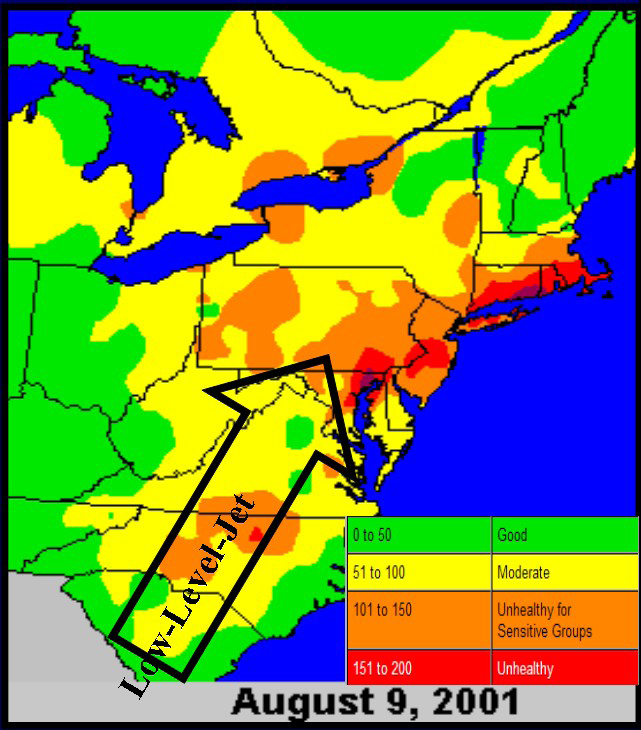 Low-Level-Jet
0 to 50 Good
51 to 100 Moderate
101 to 150 Unhealthy for
Sensitive Groups
151 to 200 Unhealthy
August 9, 2001